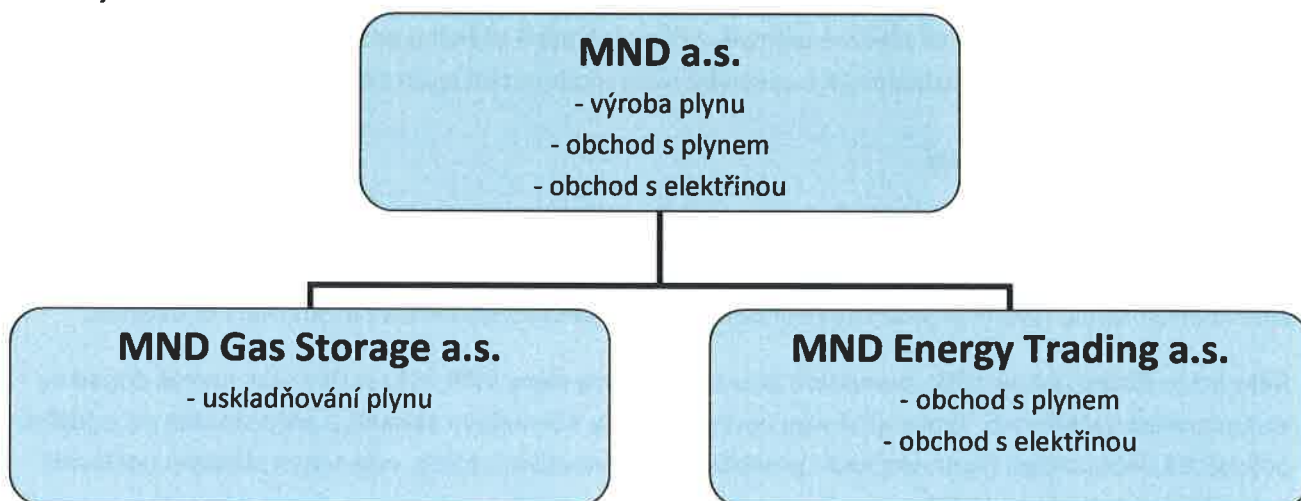 MND a.s.
- výroba plynu
- obchod s plynem
- obchod s elektřinou
MND Gas Storage a.s.
- uskladňování plynu
MND Energy Trading a.s.
- obchod s plynem
- obchod s elektřinou